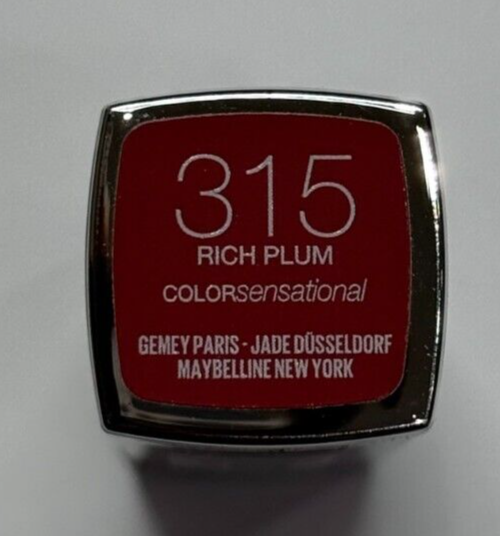 315
RICH PLUM
COLORsensational
GEMEY PARIS - JADE DÜSSELDORF
MAYBELLINE NEW YORK